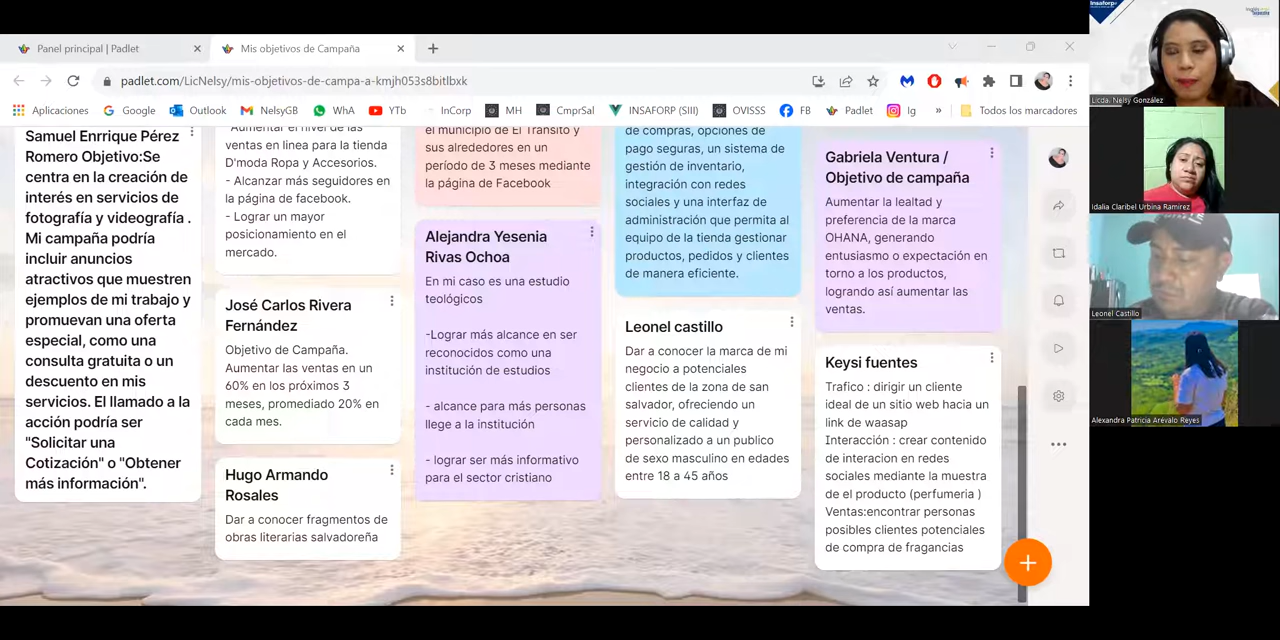 Panel principal | Padlet
Mis objetivos de Campaña
padlet.com/LicNelsy/mis-objetivos-de-campa-a-kmjh053s8bitlbxk
Aplicaciones
Google
Outlook
NelsyGB
WhA
YTb
InCorp
MH
CmprSal
INSAFORP (SIII)
OVISSS
FB
Padlet
Ig
»
Todos los marcadores
Samuel Enrrique Pérez
Romero Objetivo:Se
centra en la creación de
interés en servicios de
fotografía y videografía .
Mi campaña podría
incluir anuncios
atractivos que muestren
ejemplos de mi trabajo y
promuevan una oferta
especial, como una
consulta gratuita o un
descuento en mis
servicios. El llamado a la
acción podría ser
"Solicitar una
Cotización" o "Obtener
más información".
-Aumentar el nivel de las
ventas en linea para la tienda
D'moda Ropa y Accesorios.
- Alcanzar más seguidores en
la página de facebook.
- Lograr un mayor
posicionamiento en el
mercado.
José Carlos Rivera
Fernández
Objetivo de Campaña.
Aumentar las ventas en un
60% en los próximos 3
meses, promediado 20% en
cada mes.
Hugo Armando
Rosales
Dar a conocer fragmentos de
obras literarias salvadoreña
el municipio de El Tránsito y
sus alrededores en un
período de 3 meses mediante
la página de Facebook
Alejandra Yesenia
Rivas Ochoa
En mi caso es una estudio
teológicos
-Lograr más alcance en ser
reconocidos como una
institución de estudios
- alcance para más personas
llege a la institución
- lograr ser más informativo
para el sector cristiano
de compras, opciones de
pago seguras, un sistema de
gestión de inventario,
integración con redes
sociales y una interfaz de
administración que permita al
equipo de la tienda gestionar
productos, pedidos y clientes
de manera eficiente.
Leonel castillo
Dar a conocer la marca de mi
negocio a potenciales
clientes de la zona de san
salvador, ofreciendo un
servicio de calidad y
personalizado a un publico
de sexo masculino en edades
entre 18 a 45 años
Gabriela Ventura /
Objetivo de campaña
Aumentar la lealtad y
preferencia de la marca
OHANA, generando
entusiasmo o expectación en
torno a los productos,
logrando así aumentar las
ventas.
Keysi fuentes
Trafico : dirigir un cliente
ideal de un sitio web hacia un
link de waasap
Interacción : crear contenido
de interacion en redes
sociales mediante la muestra
de el producto (perfumeria )
Ventas:encontrar personas
posibles clientes potenciales
de compra de fragancias
Insaforp
Licda. Nelsy González
Idalia Claribel Urbina Ramirez
Leonel Castillo
Alexandra Patricia Arévalo Reyes